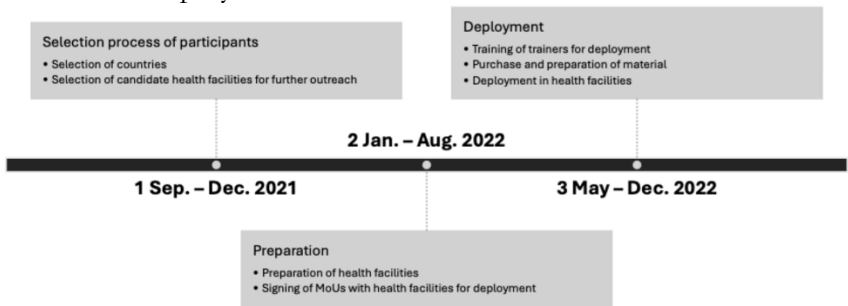 Selection process of participants
• Selection of countries
• Selection of candidate health facilities for further outreach
Deployment
• Training of trainers for deployment
• Purchase and preparation of material
• Deployment in health facilities
2 Jan. – Aug. 2022
1 Sep. – Dec. 2021
3 May – Dec. 2022
Preparation
• Preparation of health facilities
• Signing of MoUs with health facilities for deployment